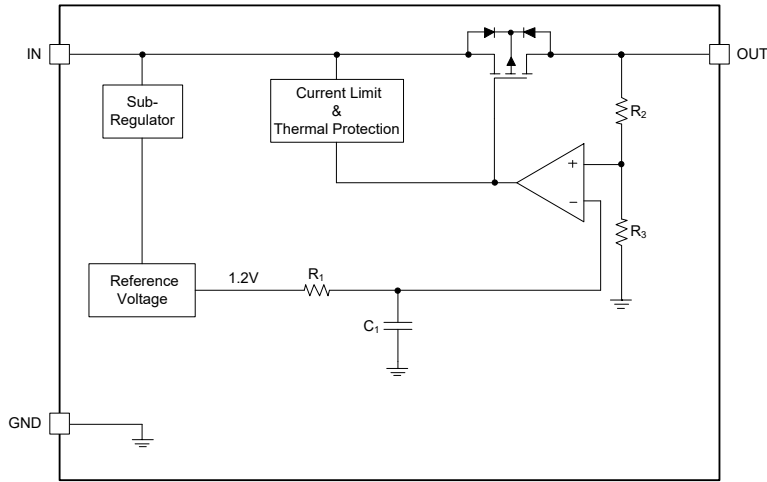 IN
OUT
Sub-
Regulator
Current Limit
&
Thermal Protection
R2
+
−
R3
Reference
Voltage
1.2V
R1
C1
GND